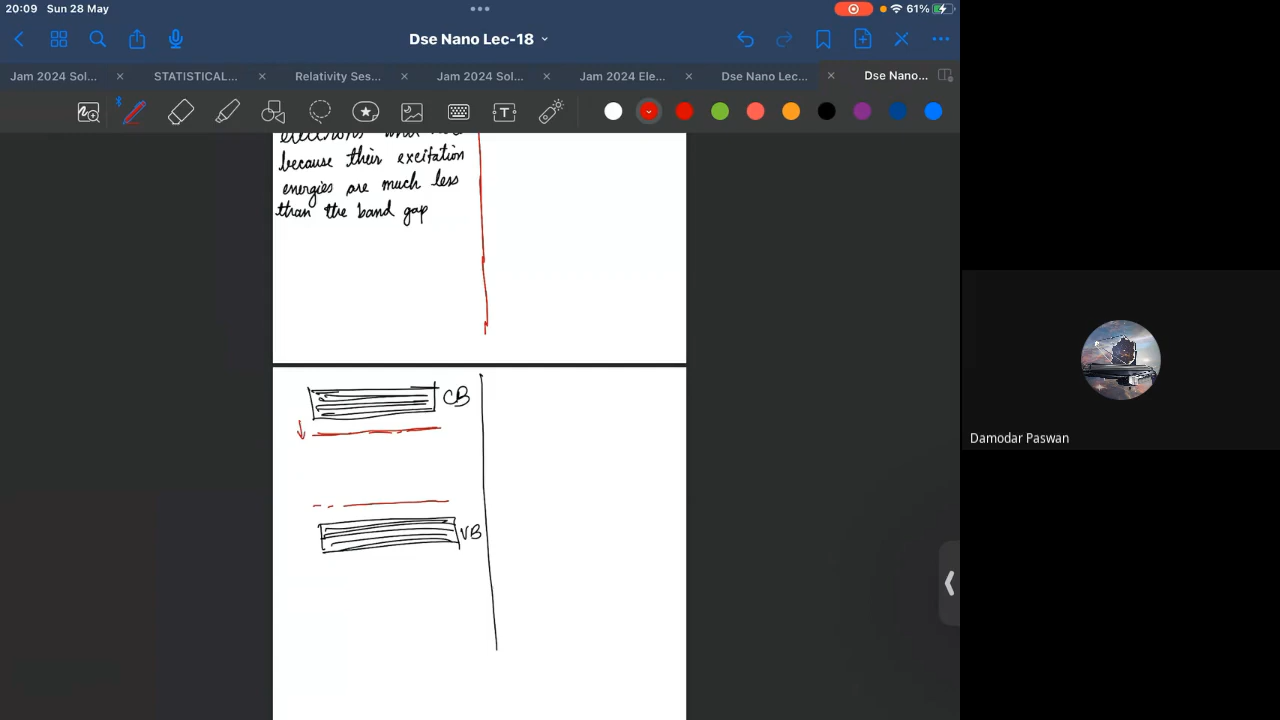 20:09 Sun 28 May
61%
Dse Nano Lec-18
Jam 2024 Sol...
STATISTICAL...
Relativity Ses...
Jam 2024 Sol...
Jam 2024 Ele...
Dse Nano Lec...
Dse Nano...
electrons
because their excitation
energies are much less
than the band gap
CB
VB
Damodar Paswan